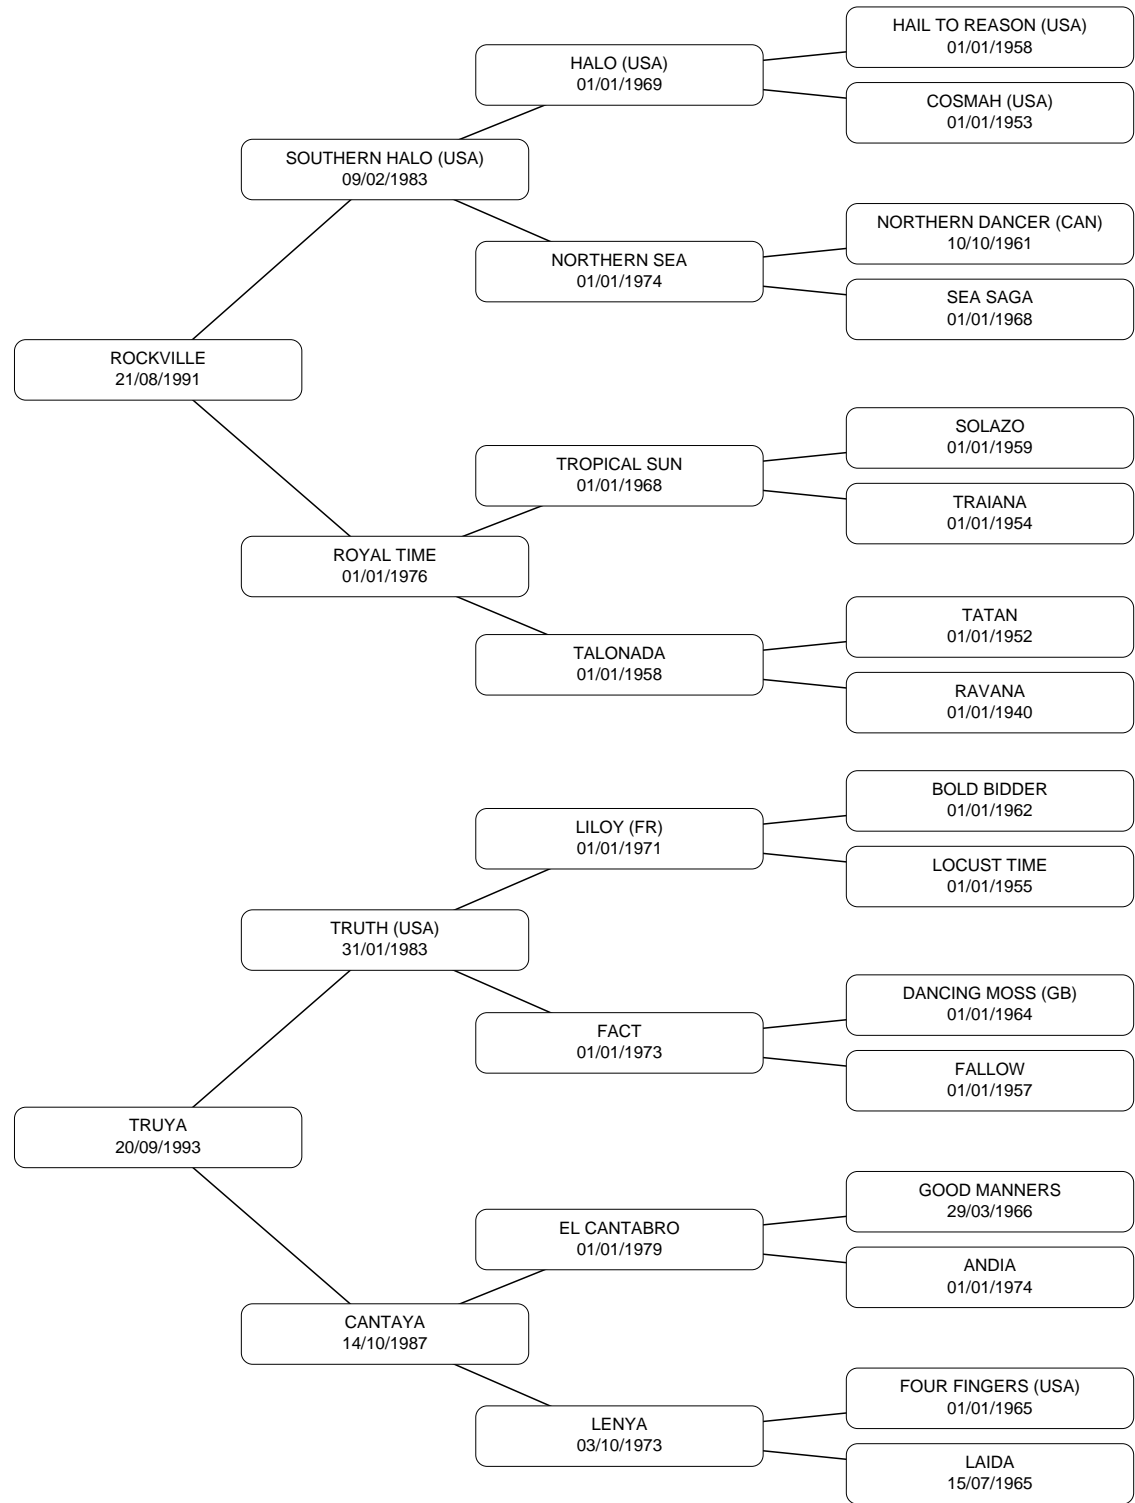 HAIL TO REASON (USA)
01/01/1958
HALO (USA)
01/01/1969
COSMAH (USA)
01/01/1953
SOUTHERN HALO (USA)
09/02/1983
NORTHERN DANCER (CAN)
10/10/1961
NORTHERN SEA
01/01/1974
SEA SAGA
01/01/1968
ROCKVILLE
21/08/1991
SOLAZO
01/01/1959
TROPICAL SUN
01/01/1968
TRAIANA
01/01/1954
ROYAL TIME
01/01/1976
TATAN
01/01/1952
TALONADA
01/01/1958
RAVANA
01/01/1940
BOLD BIDDER
01/01/1962
LILOY (FR)
01/01/1971
LOCUST TIME
01/01/1955
TRUTH (USA)
31/01/1983
DANCING MOSS (GB)
01/01/1964
FACT
01/01/1973
FALLOW
01/01/1957
TRUYA
20/09/1993
GOOD MANNERS
29/03/1966
EL CANTABRO
01/01/1979
ANDIA
01/01/1974
CANTAYA
14/10/1987
FOUR FINGERS (USA)
01/01/1965
LENYA
03/10/1973
LAIDA
15/07/1965